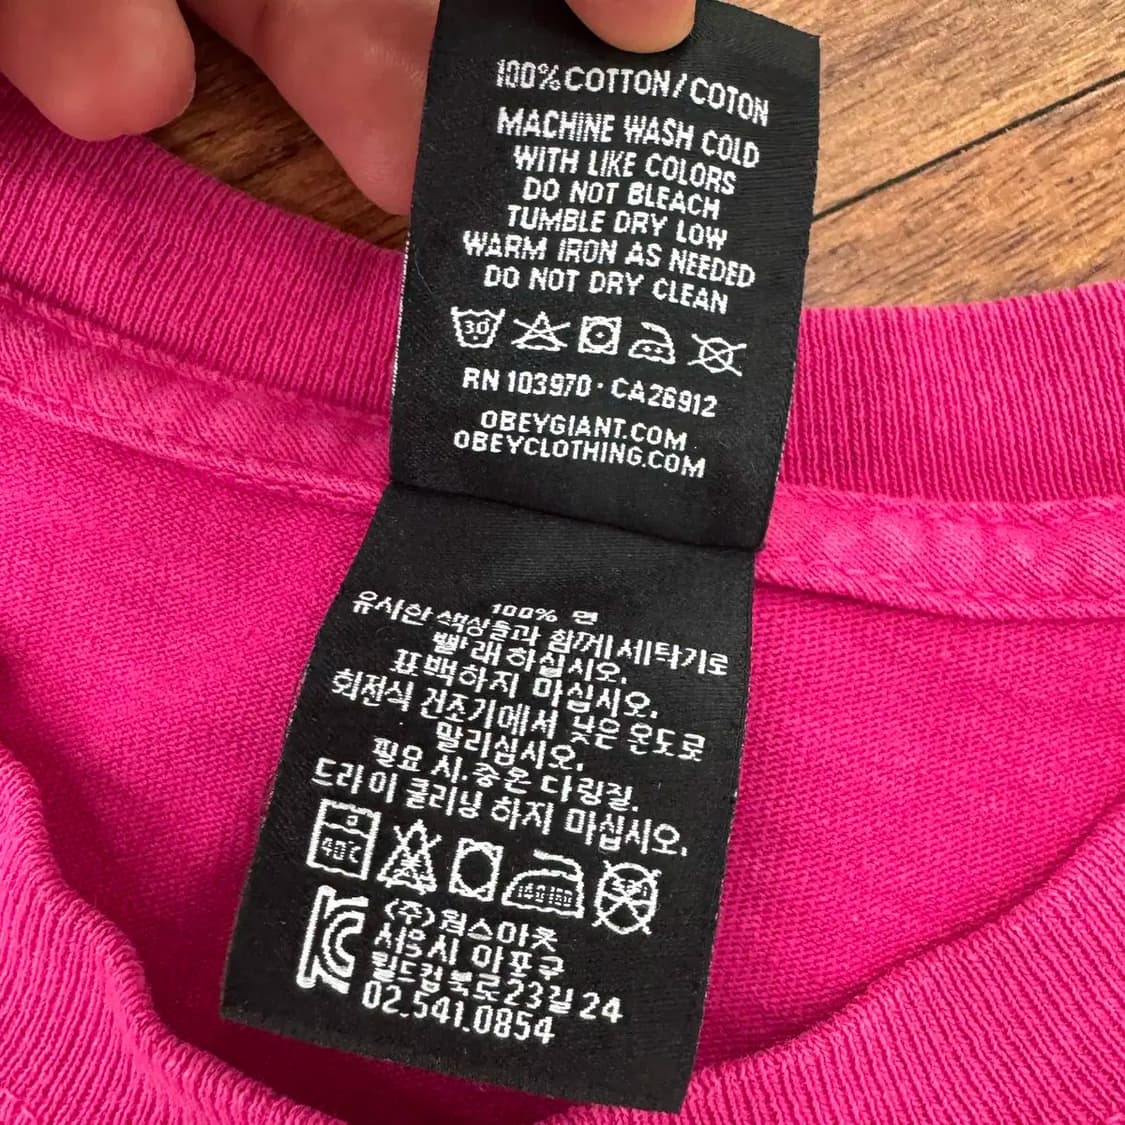 100% COTTON / COTON
MACHINE WASH COLD
WITH LIKE COLORS
DO NOT BLEACH
TUMBLE DRY LOW
WARM IRON AS NEEDED
DO NOT DRY CLEAN
30
RN 103970 · CA26912
OBEYGIANT.COM
OBEYCLOTHING.COM
100% 면
유사한 색상들과 함께 세탁기로
빨래하십시오.
표백하지 마십시오.
회전식 건조기에서 낮은 온도로
말리십시오.
필요 시.중온 다림질.
드라이 클리닝 하지 마십시오.
40℃
140160
KC
(주)웍스아웃
서울시 마포구
월드컵북로23길 24
02.541.0854